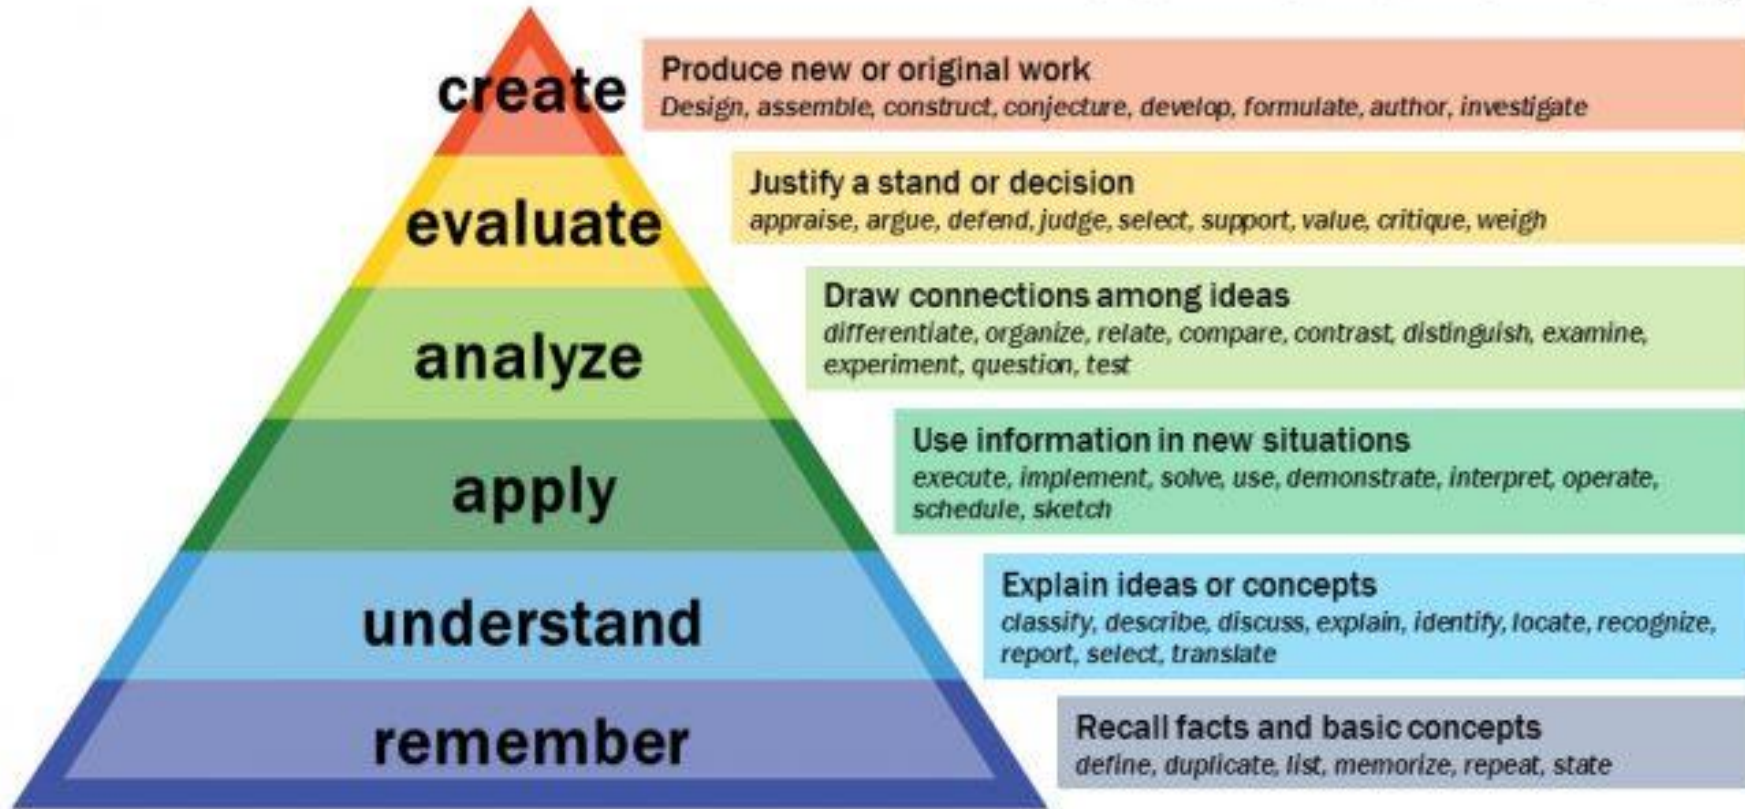 create
Produce new or original work
Design, assemble, construct, conjecture, develop, formulate, author, investigate
evaluate
Justify a stand or decision
appraise, argue, defend, judge, select, support, value, critique, weigh
analyze
Draw connections among ideas
differentiate, organize, relate, compare, contrast, distinguish, examine,
experiment, question, test
apply
Use information in new situations
execute, implement, solve, use, demonstrate, interpret, operate,
schedule, sketch
understand
Explain ideas or concepts
classify, describe, discuss, explain, identify, locate, recognize,
report, select, translate
remember
Recall facts and basic concepts
define, duplicate, list, memorize, repeat, state